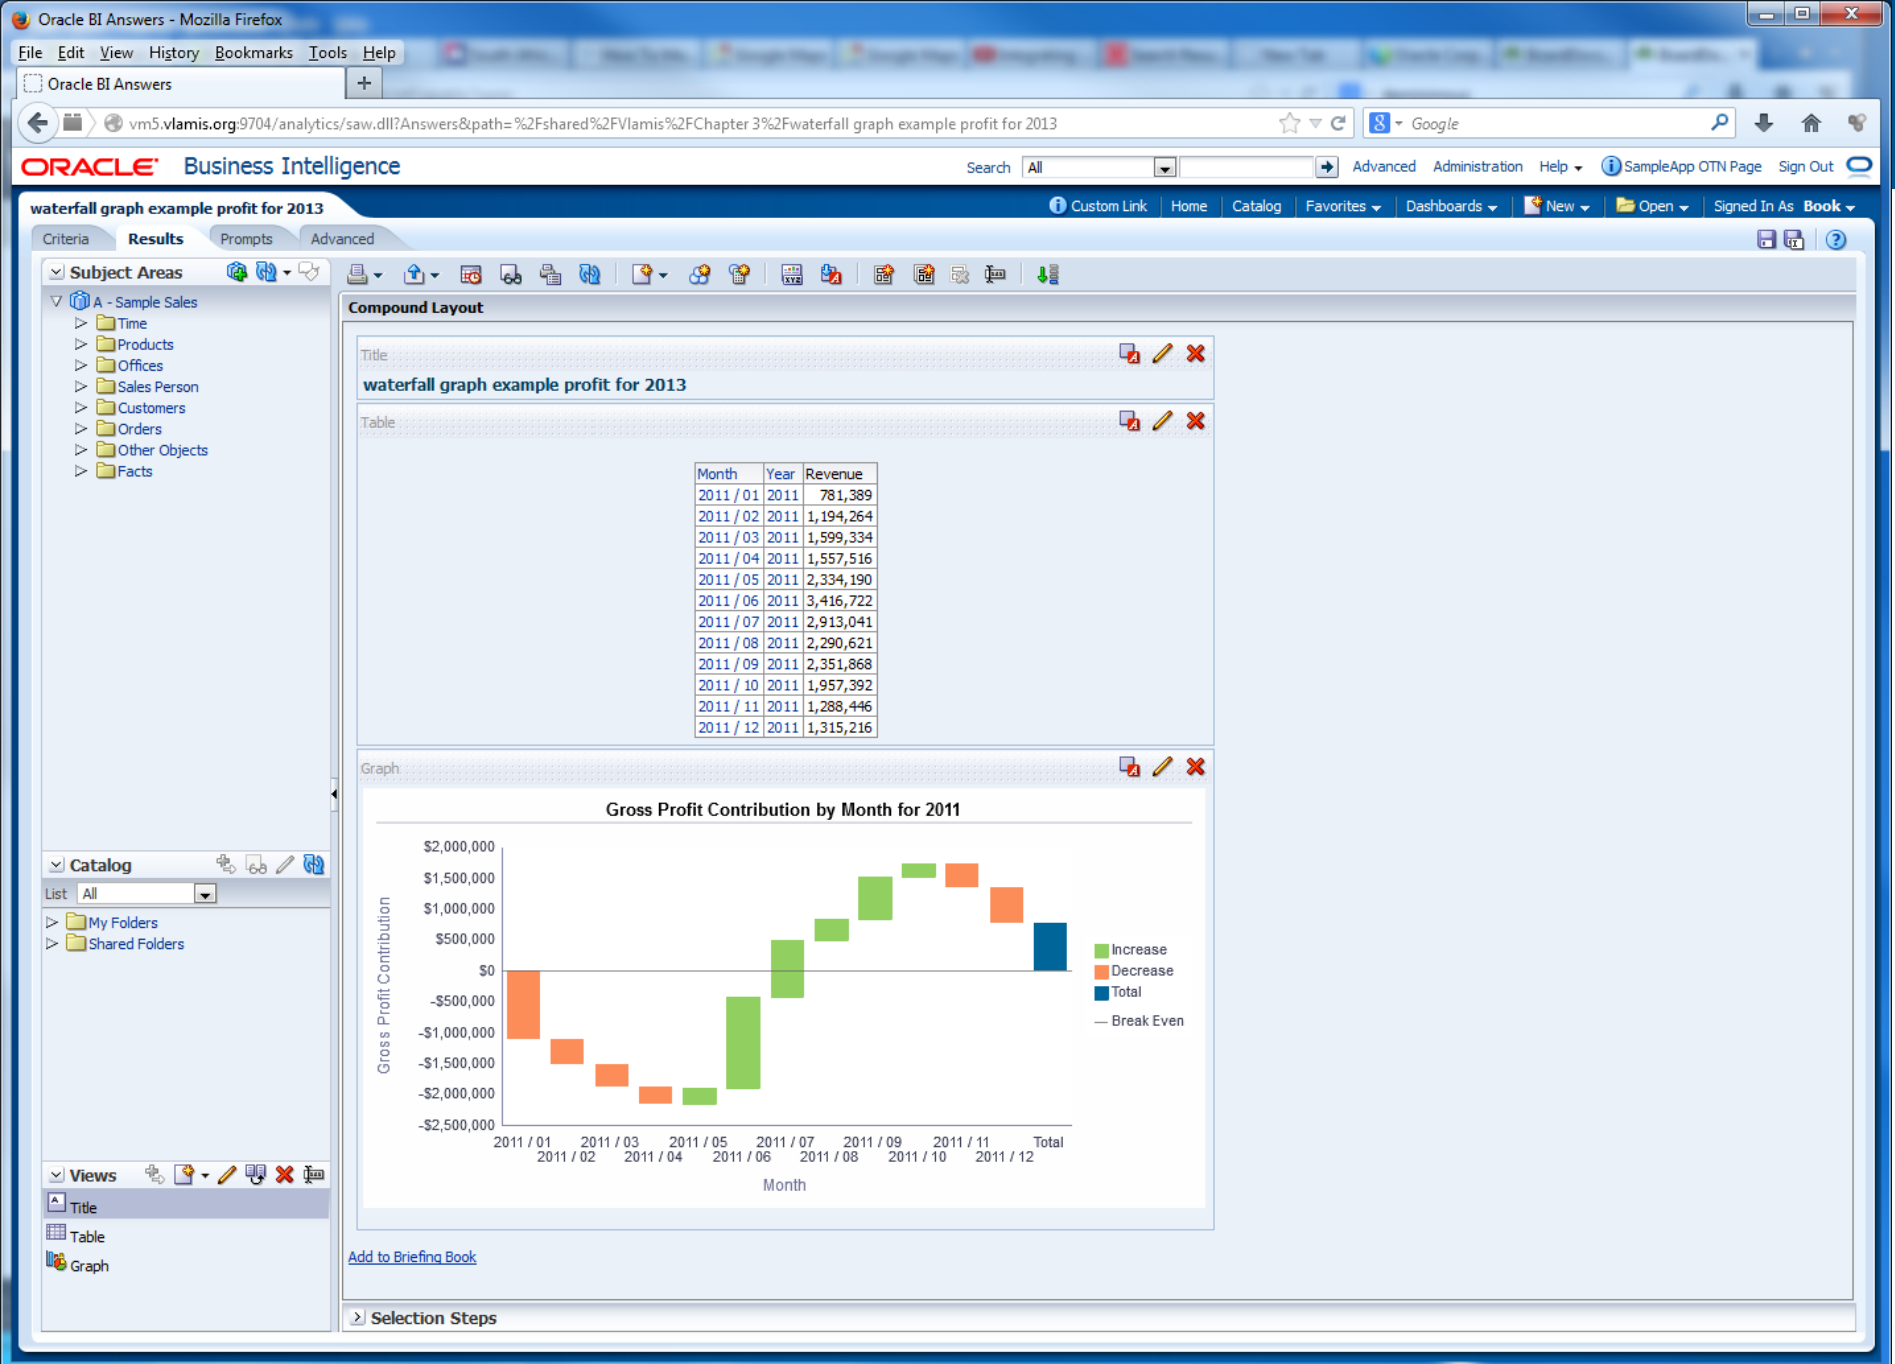 Oracle BI Answers - Mozilla Firefox
File Edit View History Bookmarks Tools Help
Oracle BI Answers
vm5.vlamis.org:9704/analytics/saw.dll?Answers&path=%2Fshared%2FVlamis%2FChapter 3%2Fwaterfall graph example profit for 2013
Google
ORACLE Business Intelligence
Search All Advanced Administration Help SampleApp OTN Page Sign Out
waterfall graph example profit for 2013
Custom Link Home Catalog Favorites Dashboards New Open Signed In As Book
Criteria Results Prompts Advanced
Subject Areas
A - Sample Sales
Time
Products
Offices
Sales Person
Customers
Orders
Other Objects
Facts
Catalog
List All
My Folders
Shared Folders
Views
Title
Table
Graph
Compound Layout
Title
waterfall graph example profit for 2013
Table
Month Year Revenue
2011 / 01 2011 781,389
2011 / 02 2011 1,194,264
2011 / 03 2011 1,599,334
2011 / 04 2011 1,557,516
2011 / 05 2011 2,334,190
2011 / 06 2011 3,416,722
2011 / 07 2011 2,913,041
2011 / 08 2011 2,290,621
2011 / 09 2011 2,351,868
2011 / 10 2011 1,957,392
2011 / 11 2011 1,288,446
2011 / 12 2011 1,315,216
Graph
Gross Profit Contribution by Month for 2011
Gross Profit Contribution
$2,000,000
$1,500,000
$1,000,000
$500,000
$0
-$500,000
-$1,000,000
-$1,500,000
-$2,000,000
-$2,500,000
2011 / 01 2011 / 03 2011 / 05 2011 / 07 2011 / 09 2011 / 11 Total
2011 / 02 2011 / 04 2011 / 06 2011 / 08 2011 / 10 2011 / 12
Month
Increase
Decrease
Total
Break Even
Add to Briefing Book
Selection Steps